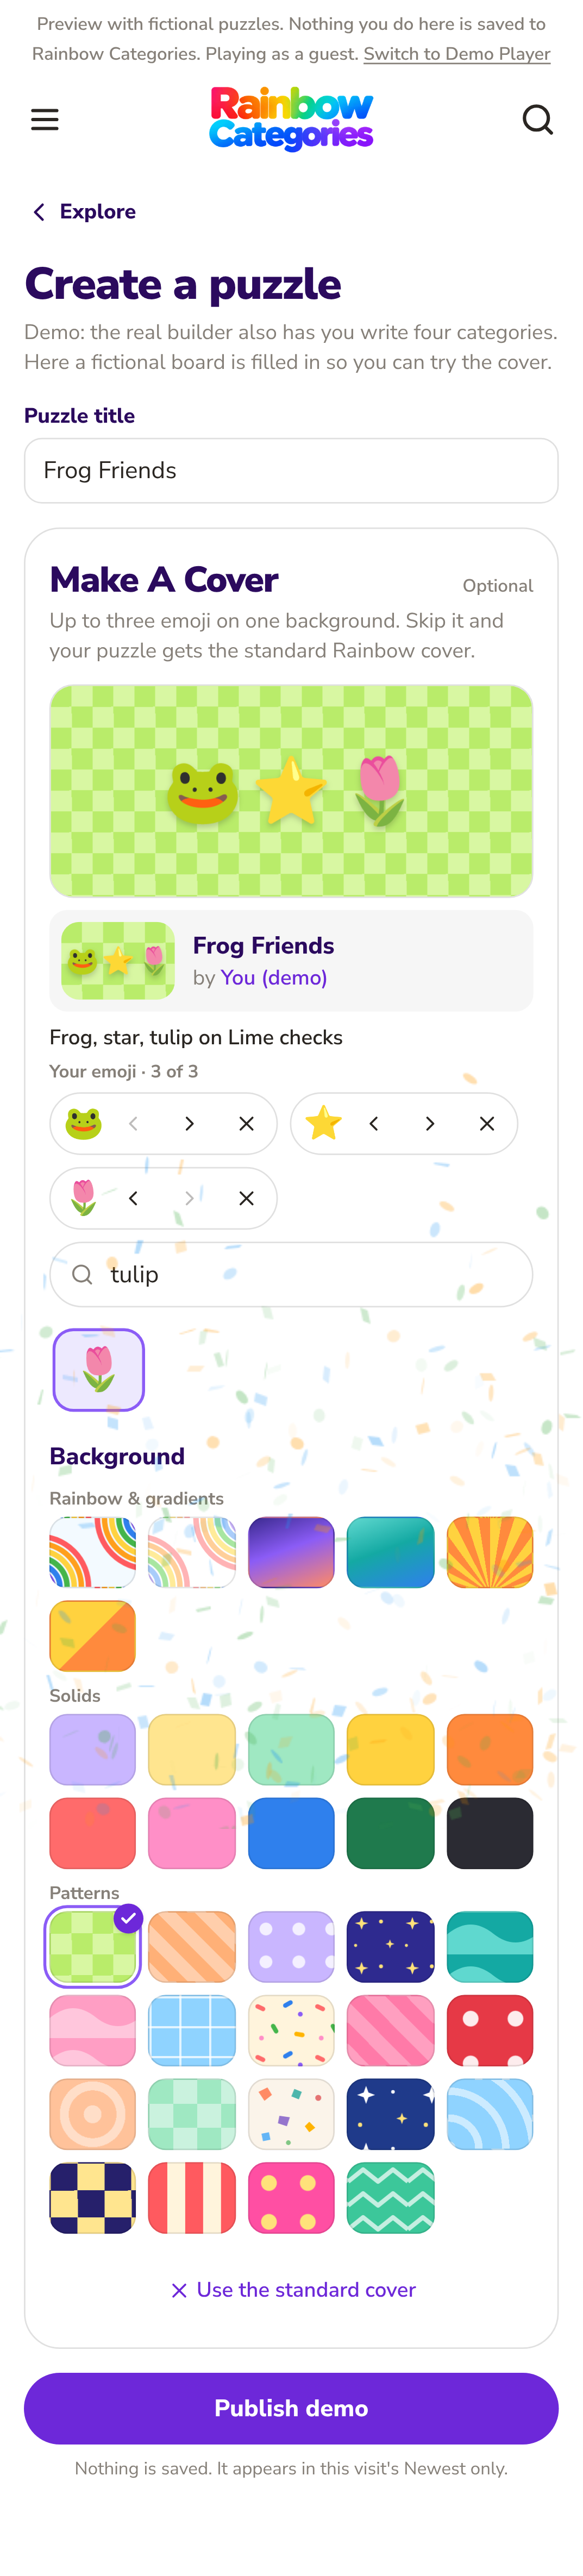 Preview with fictional puzzles. Nothing you do here is saved to
Rainbow Categories. Playing as a guest. Switch to Demo Player
Rainbow
Categories
Explore
Create a puzzle
Demo: the real builder also has you write four categories.
Here a fictional board is filled in so you can try the cover.
Puzzle title
Frog Friends
Make A Cover
Optional
Up to three emoji on one background. Skip it and
your puzzle gets the standard Rainbow cover.
Frog Friends
by You (demo)
Frog, star, tulip on Lime checks
Your emoji · 3 of 3
tulip
Background
Rainbow & gradients
Solids
Patterns
Use the standard cover
Publish demo
Nothing is saved. It appears in this visit's Newest only.